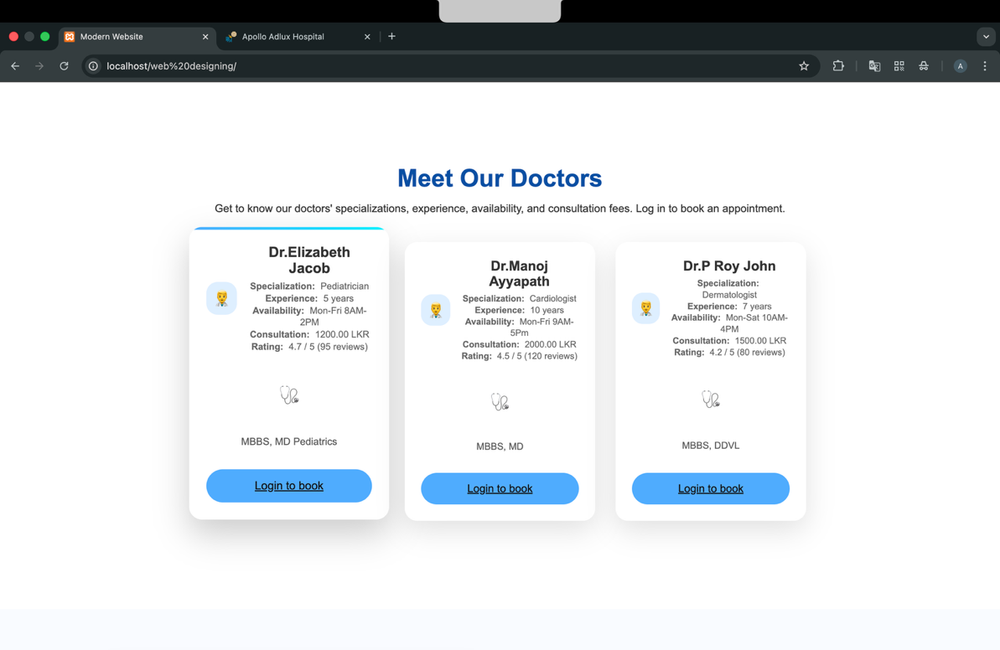 Modern Website
Apollo Adlux Hospital
localhost/web%20designing/
A
Meet Our Doctors
Get to know our doctors' specializations, experience, availability, and consultation fees. Log in to book an appointment.
Dr.Elizabeth
Jacob
Specialization: Pediatrician
Experience: 5 years
Availability: Mon-Fri 8AM-
2PM
Consultation: 1200.00 LKR
Rating: 4.7 / 5 (95 reviews)
MBBS, MD Pediatrics
Login to book
Dr.Manoj
Ayyapath
Specialization: Cardiologist
Experience: 10 years
Availability: Mon-Fri 9AM-
5Pm
Consultation: 2000.00 LKR
Rating: 4.5 / 5 (120 reviews)
MBBS, MD
Login to book
Dr.P Roy John
Specialization:
Dermatologist
Experience: 7 years
Availability: Mon-Sat 10AM-
4PM
Consultation: 1500.00 LKR
Rating: 4.2 / 5 (80 reviews)
MBBS, DDVL
Login to book